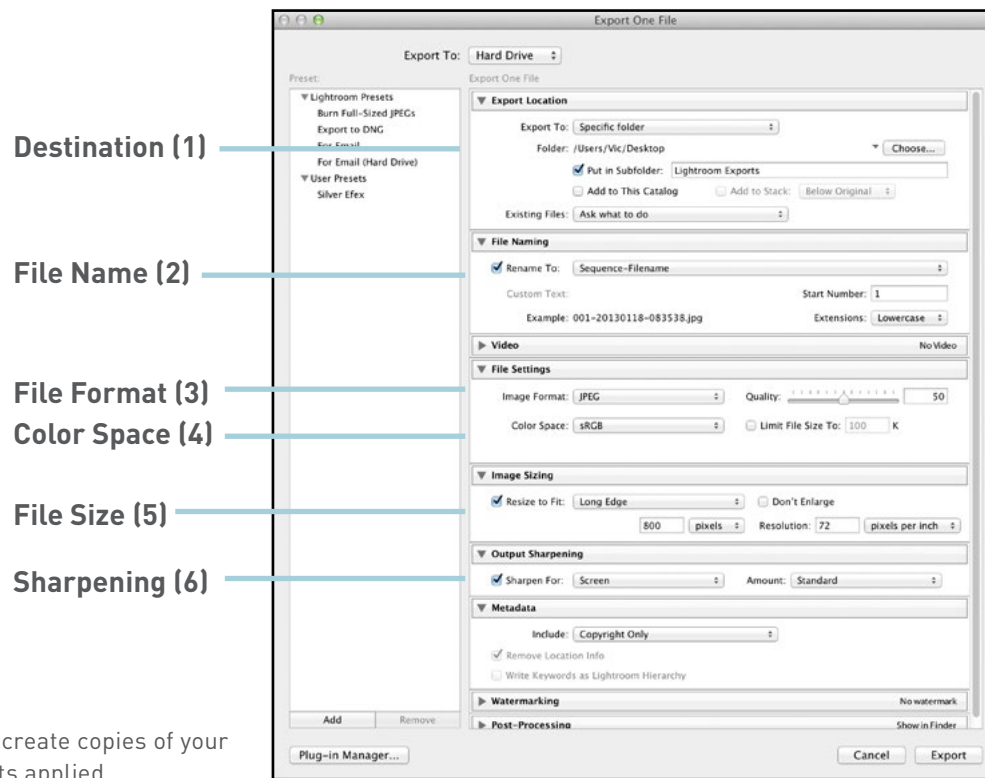 Export One File
Export To: Hard Drive
Preset:
Export One File
Lightroom Presets
Burn Full-Sized JPEGs
Export to DNG
For Email
For Email (Hard Drive)
User Presets
Silver Efex
Add
Remove
Destination (1)
File Name (2)
File Format (3)
Color Space (4)
File Size (5)
Sharpening (6)
Export Location
Export To: Specific folder
Folder: /Users/Vic/Desktop Choose...
Put in Subfolder: Lightroom Exports
Add to This Catalog Add to Stack: Below Original
Existing Files: Ask what to do
File Naming
Rename To: Sequence-Filename
Custom Text: Start Number: 1
Example: 001-20130118-083538.jpg Extensions: Lowercase
Video No Video
File Settings
Image Format: JPEG Quality: 50
Color Space: sRGB Limit File Size To: 100 K
Image Sizing
Resize to Fit: Long Edge Don't Enlarge
800 pixels Resolution: 72 pixels per inch
Output Sharpening
Sharpen For: Screen Amount: Standard
Metadata
Include: Copyright Only
Remove Location Info
Write Keywords as Lightroom Hierarchy
Watermarking No watermark
Post-Processing Show in Finder
Plug-in Manager... Cancel Export
create copies of your
ts applied